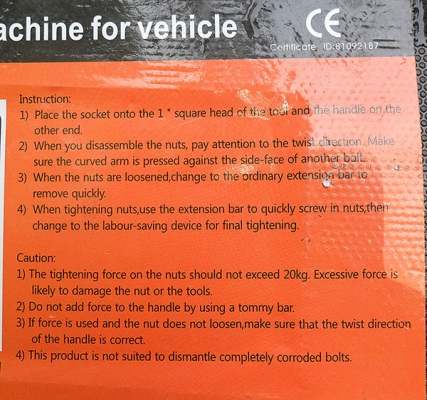 achine for vehicle
CE
Certificate ID:81092187
Instruction:
1) Place the socket onto the 1 " square head of the tool and the handle on the
other end.
2) When you disassemble the nuts, pay attention to the twist direction. Make
sure the curved arm is pressed against the side-face of another bolt.
3) When the nuts are loosened,change to the ordinary extension bar to
remove quickly.
4) When tightening nuts,use the extension bar to quickly screw in nuts,then
change to the labour-saving device for final tightening.
Caution:
1) The tightening force on the nuts should not exceed 20kg. Excessive force is
likely to damage the nut or the tools.
2) Do not add force to the handle by using a tommy bar.
3) If force is used and the nut does not loosen,make sure that the twist direction
of the handle is correct.
4) This product is not suited to dismantle completely corroded bolts.